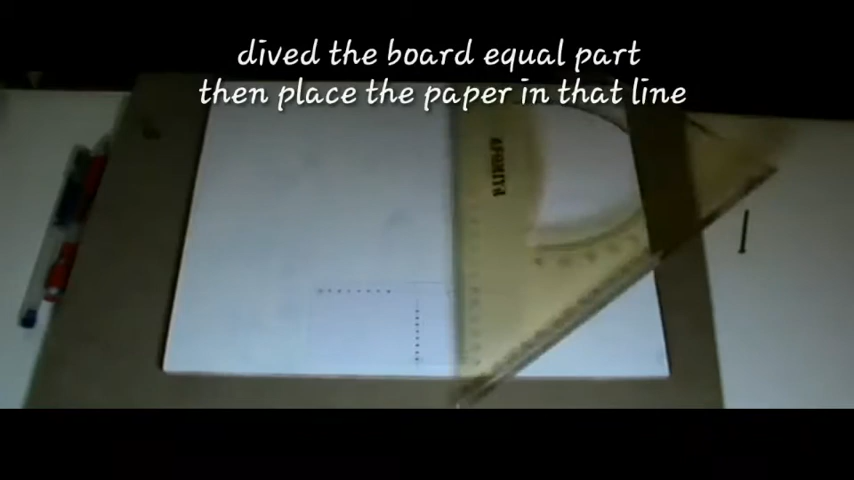 dived the board equal part
then place the paper in that line